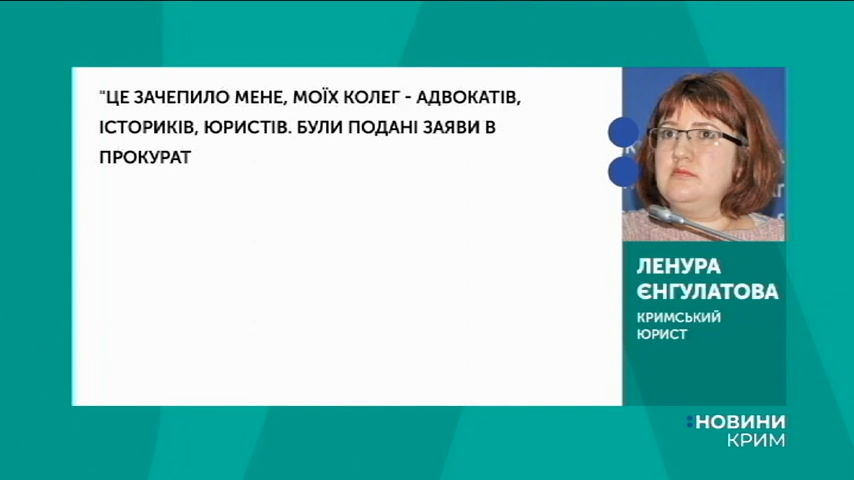 "ЦЕ ЗАЧЕПИЛО МЕНЕ, МОЇХ КОЛЕГ - АДВОКАТІВ,
ІСТОРИКІВ, ЮРИСТІВ. БУЛИ ПОДАНІ ЗАЯВИ В
ПРОКУРАТ
ЛЕНУРА
ЄНГУЛАТОВА
КРИМСЬКИЙ
ЮРИСТ
:НОВИНИ
КРИМ